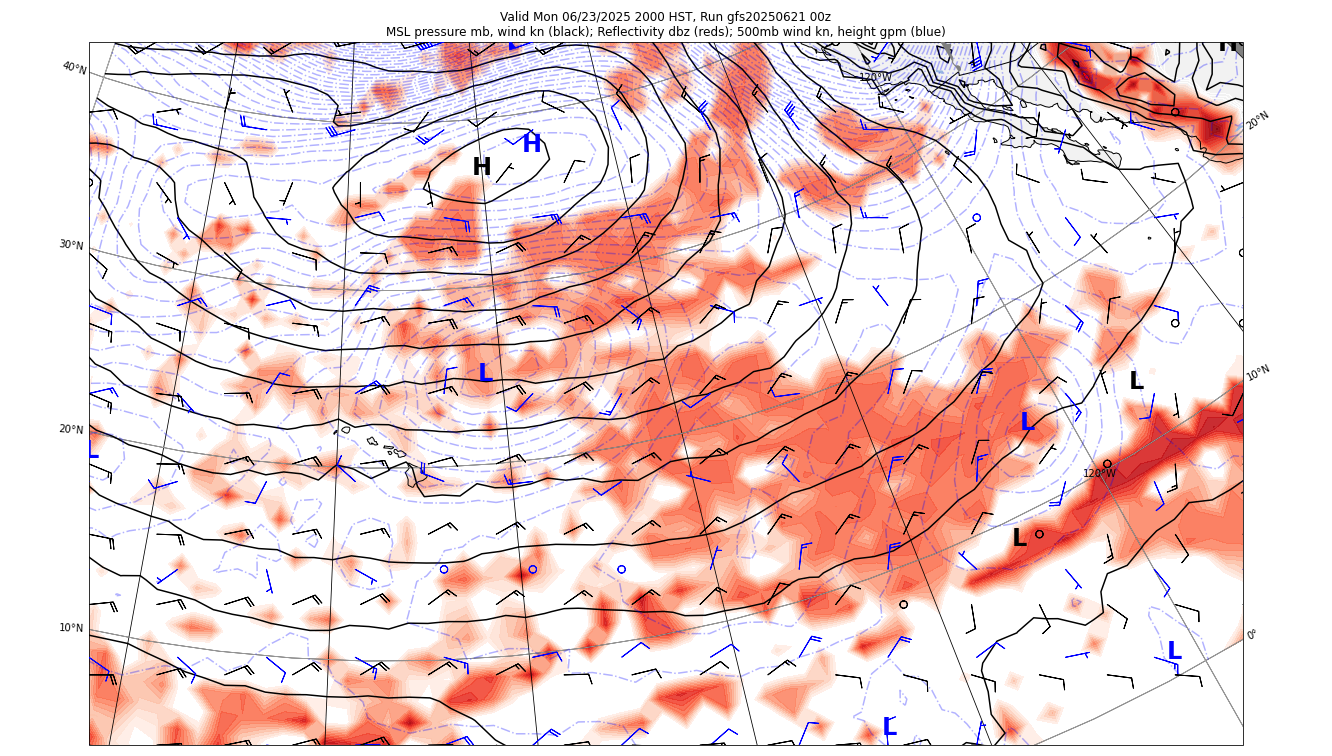 Valid Mon 06/23/2025 2000 HST, Run gfs20250621 00z
MSL pressure mb, wind kn (black); Reflectivity dbz (reds); 500mb wind kn, height gpm (blue)
H
40°N
120°W
20°N
H
H
30°N
10°N
L
L
L
20°N
L
120°W
L
10°N
0°
L
L